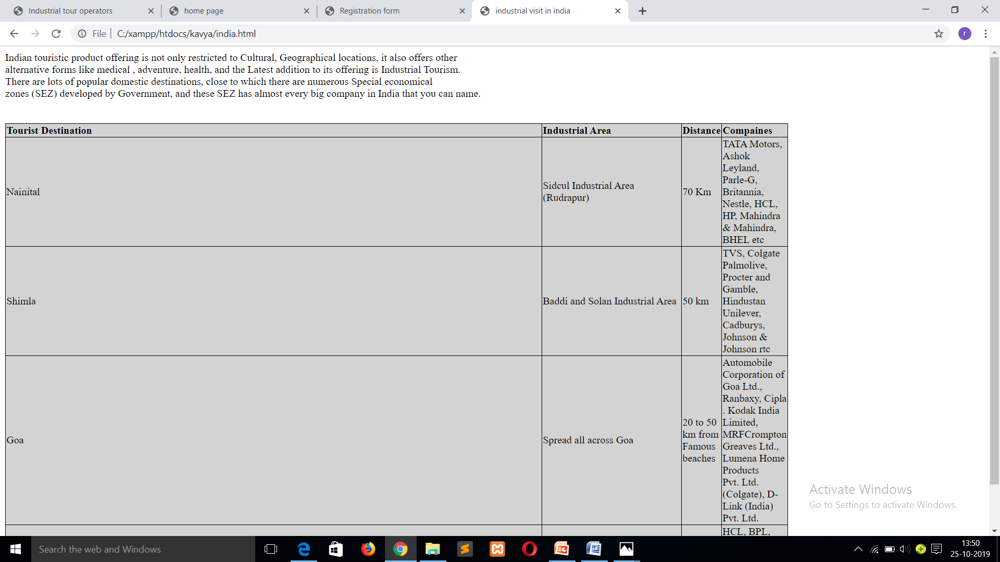 Industrial tour operators
home page
Registration form
industrial visit in india
File
C:/xampp/htdocs/kavya/india.html
r
Indian touristic product offering is not only restricted to Cultural, Geographical locations, it also offers other
alternative forms like medical , adventure, health, and the Latest addition to its offering is Industrial Tourism.
There are lots of popular domestic destinations, close to which there are numerous Special economical
zones (SEZ) developed by Government, and these SEZ has almost every big company in India that you can name.
Tourist Destination
Industrial Area
Distance
Compaines
Nainital
Sidcul Industrial Area
(Rudrapur)
70 Km
TATA Motors,
Ashok
Leyland,
Parle-G,
Britannia,
Nestle, HCL,
HP, Mahindra
& Mahindra,
BHEL etc
Shimla
Baddi and Solan Industrial Area
50 km
TVS, Colgate
Palmolive,
Procter and
Gamble,
Hindustan
Unilever,
Cadburys,
Johnson &
Johnson rtc
Goa
Spread all across Goa
20 to 50
km from
Famous
beaches
Automobile
Corporation of
Goa Ltd.,
Ranbaxy, Cipla
. Kodak India
Limited,
MRFCrompton
Greaves Ltd.,
Lumena Home
Products
Pvt. Ltd.
(Colgate), D-
Link (India)
Pvt. Ltd.
HCL, BPL,
Activate Windows
Go to Settings to activate Windows.
Search the web and Windows
13:50
25-10-2019